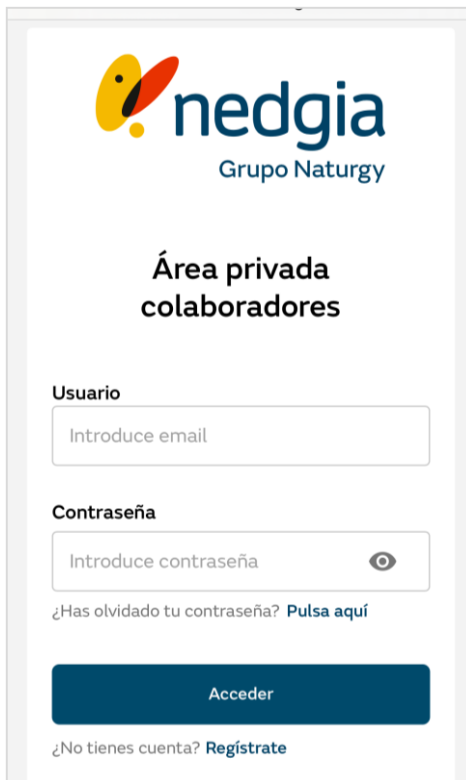 nedgia
Grupo Naturgy
Área privada
colaboradores
Usuario
Introduce email
Contraseña
Introduce contraseña
¿Has olvidado tu contraseña? Pulsa aquí
Acceder
¿No tienes cuenta? Regístrate